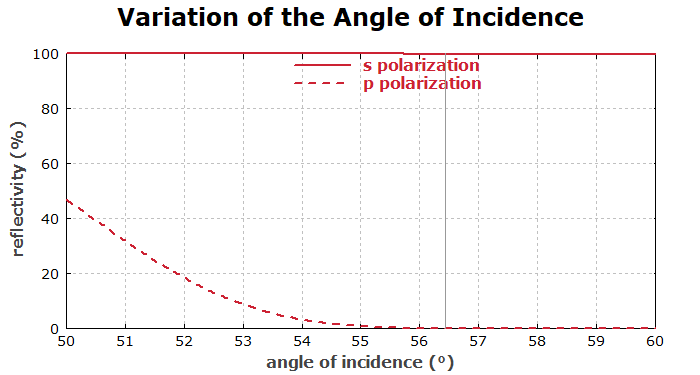 Variation of the Angle of Incidence
s polarization
p polarization
reflectivity (%)
100
80
60
40
20
0
50 51 52 53 54 55 56 57 58 59 60
angle of incidence (°)